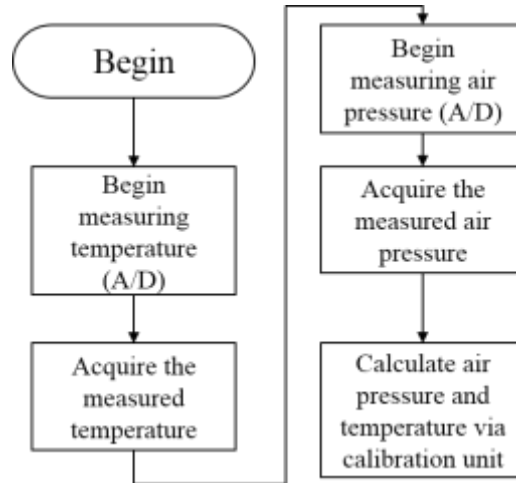 Begin
Begin
measuring
temperature
(A/D)
Acquire the
measured
temperature
Begin
measuring air
pressure (A/D)
Acquire the
measured air
pressure
Calculate air
pressure and
temperature via
calibration unit